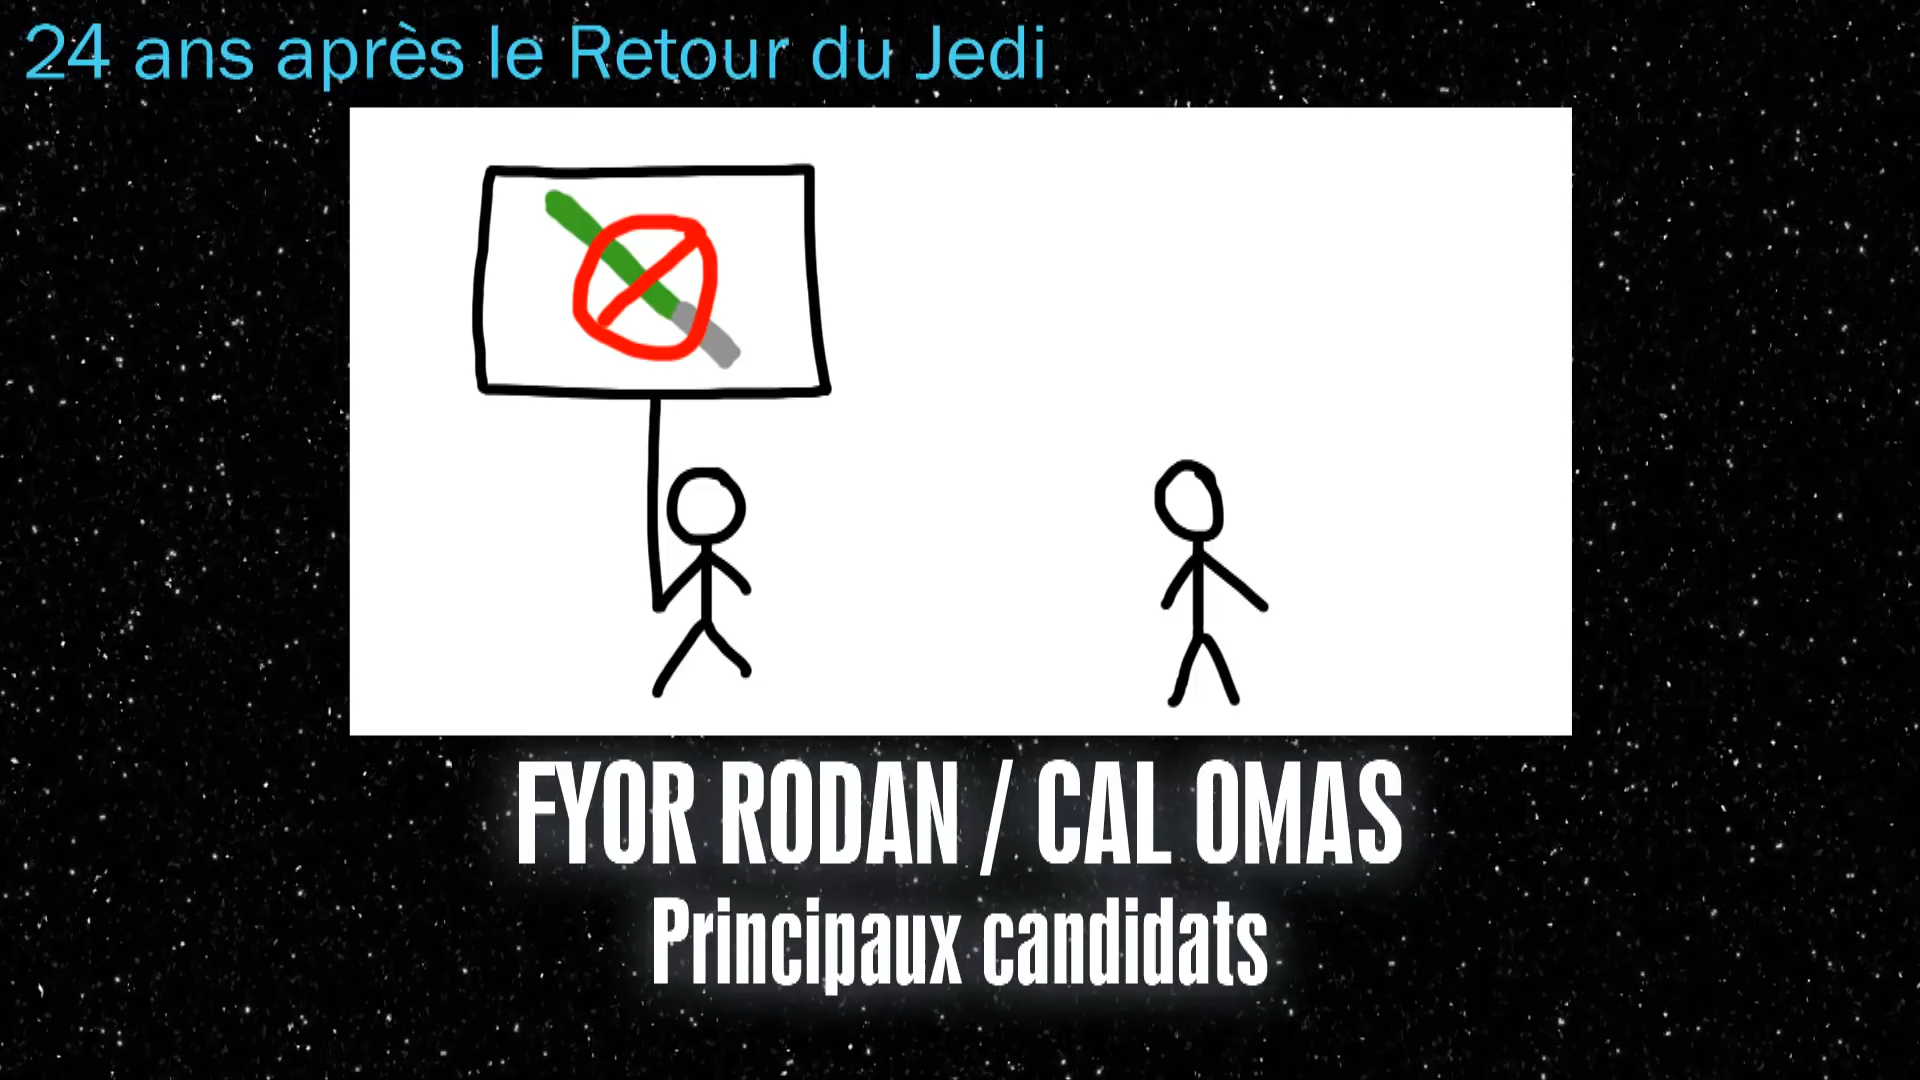 24 ans après le Retour du Jedi
FYOR RODAN / CAL OMAS
Principaux candidats